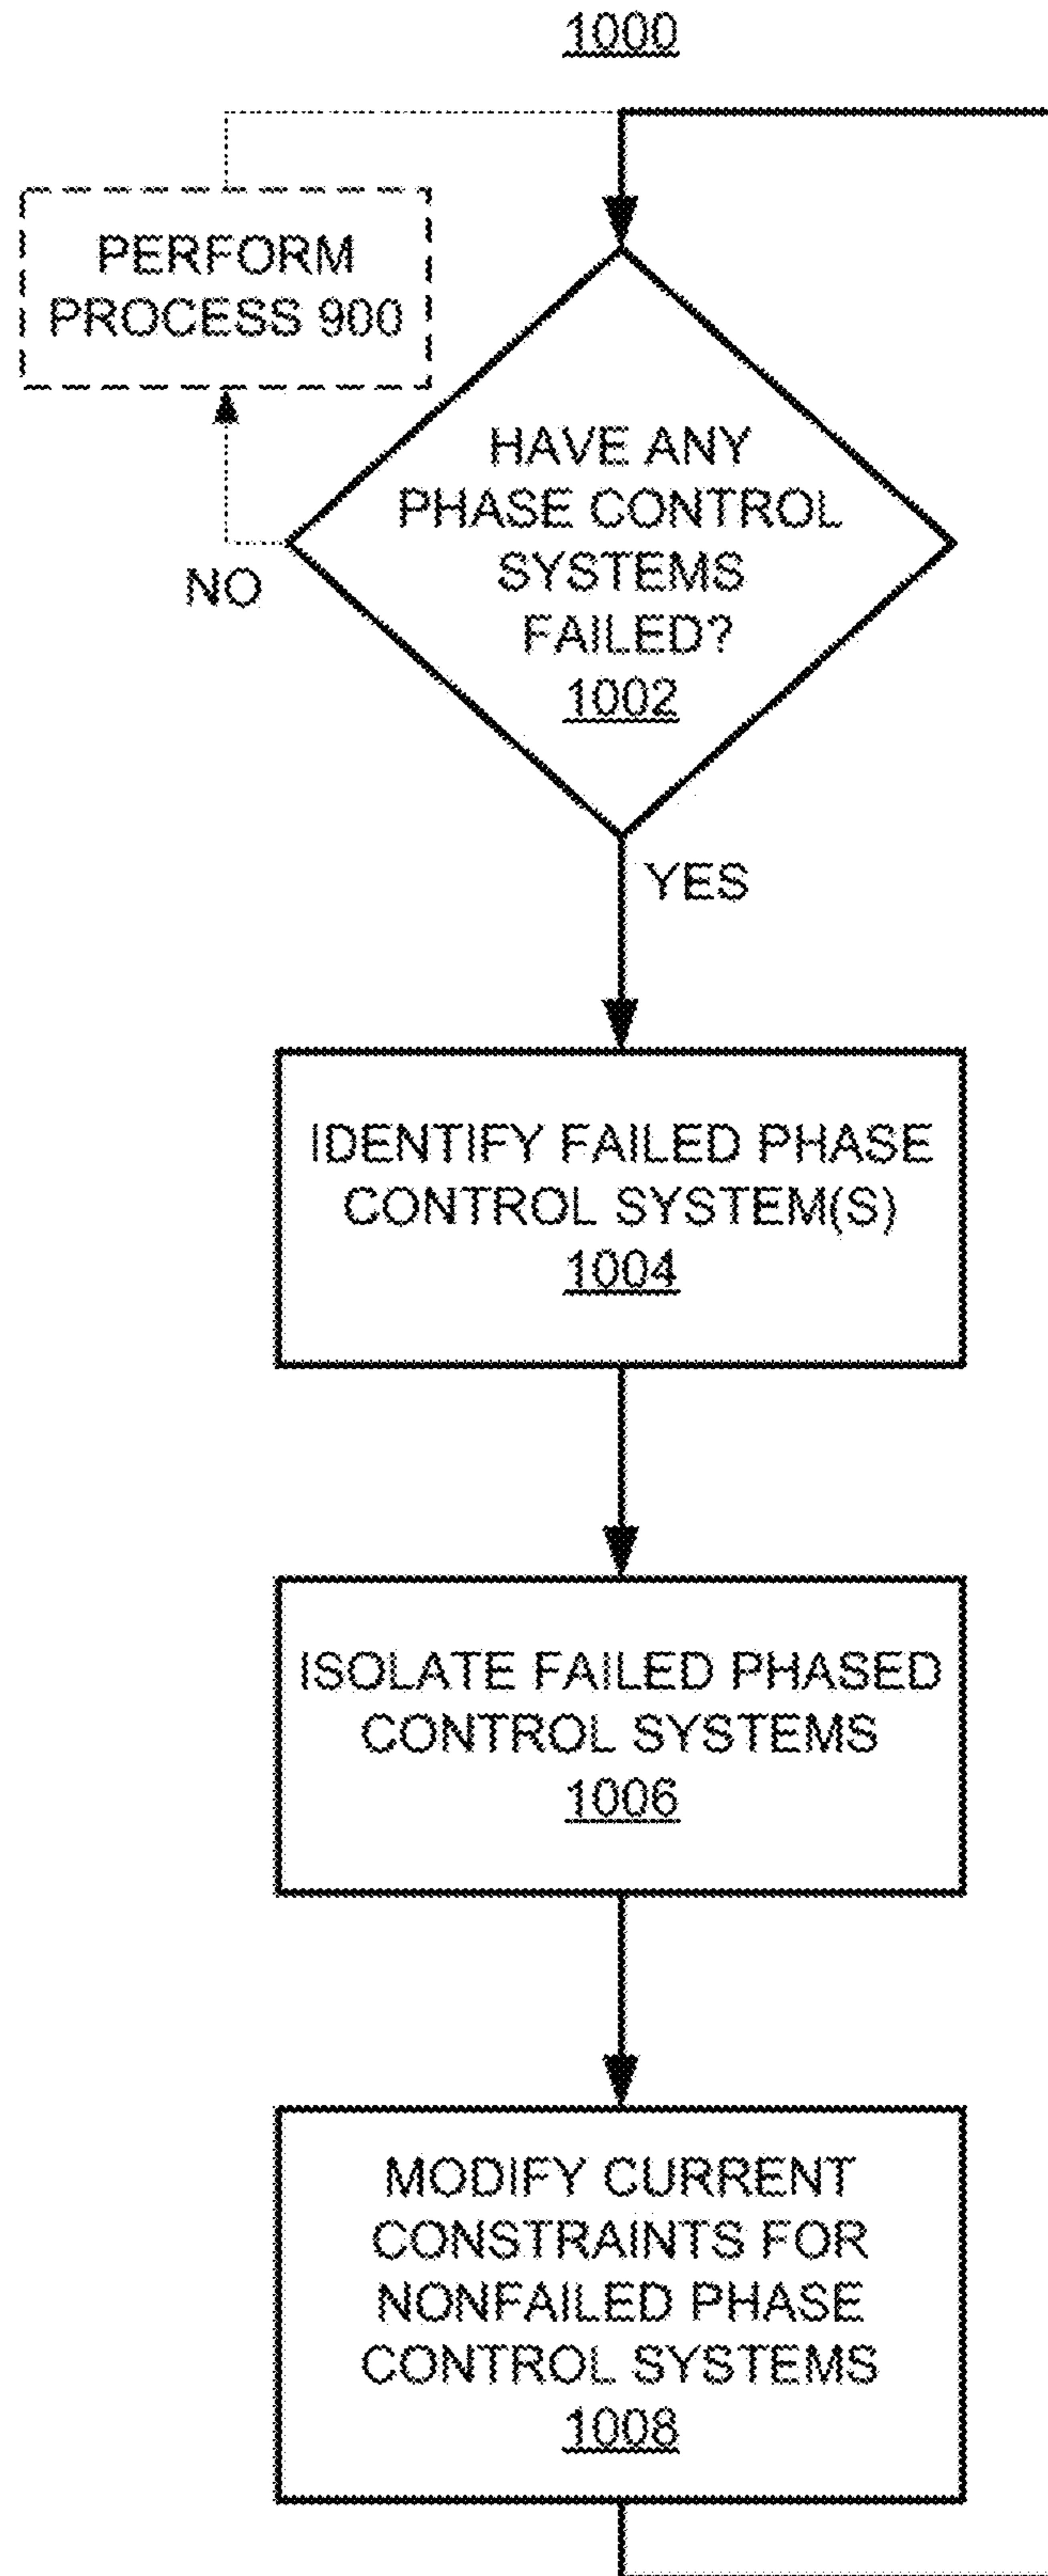 1000
PERFORM
PROCESS 900
HAVE ANY
PHASE CONTROL
SYSTEMS
FAILED?
1002
NO
YES
IDENTIFY FAILED PHASE
CONTROL SYSTEM(S)
1004
ISOLATE FAILED PHASED
CONTROL SYSTEMS
1006
MODIFY CURRENT
CONSTRAINTS FOR
NONFAILED PHASE
CONTROL SYSTEMS
1008